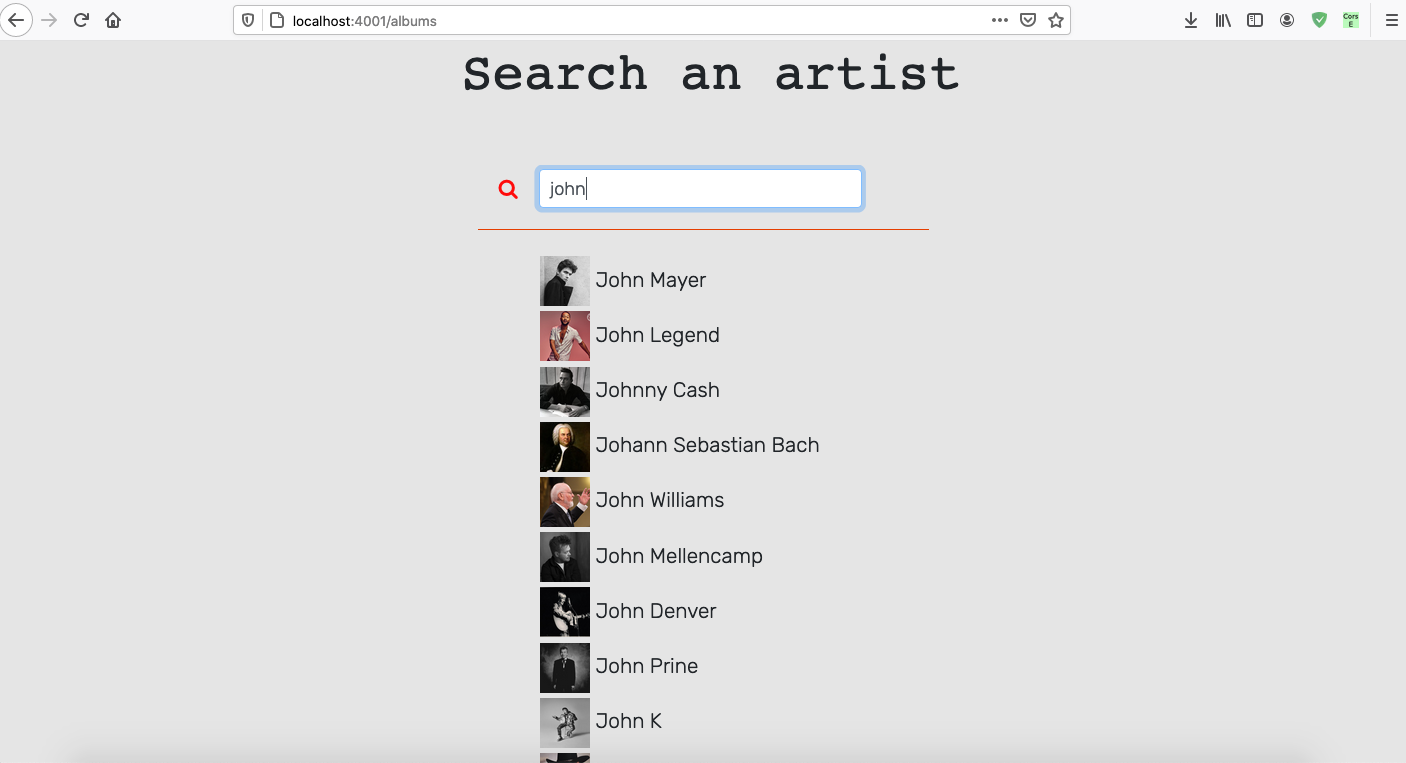 localhost:4001/albums
Cors
E
Search an artist
john
John Mayer
John Legend
Johnny Cash
Johann Sebastian Bach
John Williams
John Mellencamp
John Denver
John Prine
John K